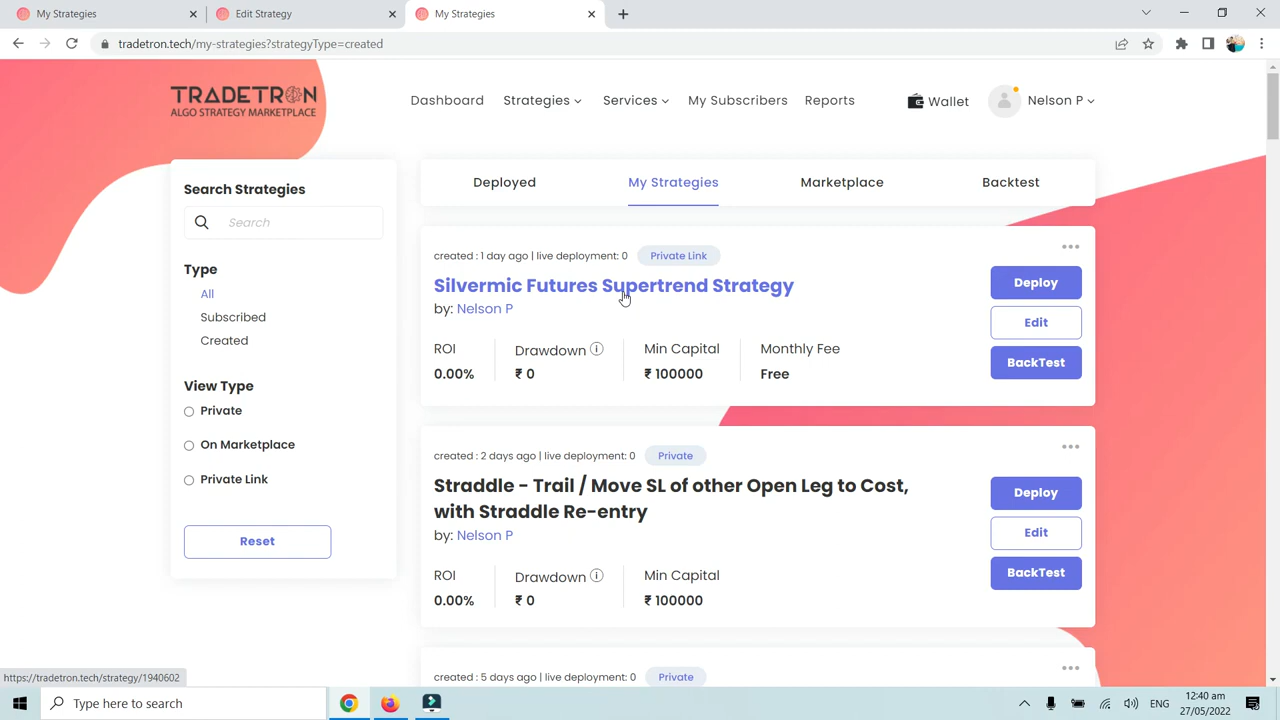 My Strategies
Edit Strategy
My Strategies
tradetron.tech/my-strategies?strategyType=created
TRADETRON
ALGO STRATEGY MARKETPLACE
Dashboard
Strategies
Services
My Subscribers
Reports
Wallet
Nelson P
Search Strategies
Search
Type
All
Subscribed
Created
View Type
Private
On Marketplace
Private Link
Reset
Deployed
My Strategies
Marketplace
Backtest
created : 1 day ago | live deployment: 0 Private Link
Silvermic Futures Supertrend Strategy
by: Nelson P
ROI
0.00%
Drawdown
₹ 0
Min Capital
₹ 100000
Monthly Fee
Free
Deploy
Edit
BackTest
created : 2 days ago | live deployment: 0 Private
Straddle - Trail / Move SL of other Open Leg to Cost,
with Straddle Re-entry
by: Nelson P
ROI
0.00%
Drawdown
₹ 0
Min Capital
₹ 100000
Deploy
Edit
BackTest
created : 5 days ago | live deployment: 0 Private
https://tradetron.tech/strategy/1940602
Type here to search
ENG
12:40 am
27/05/2022